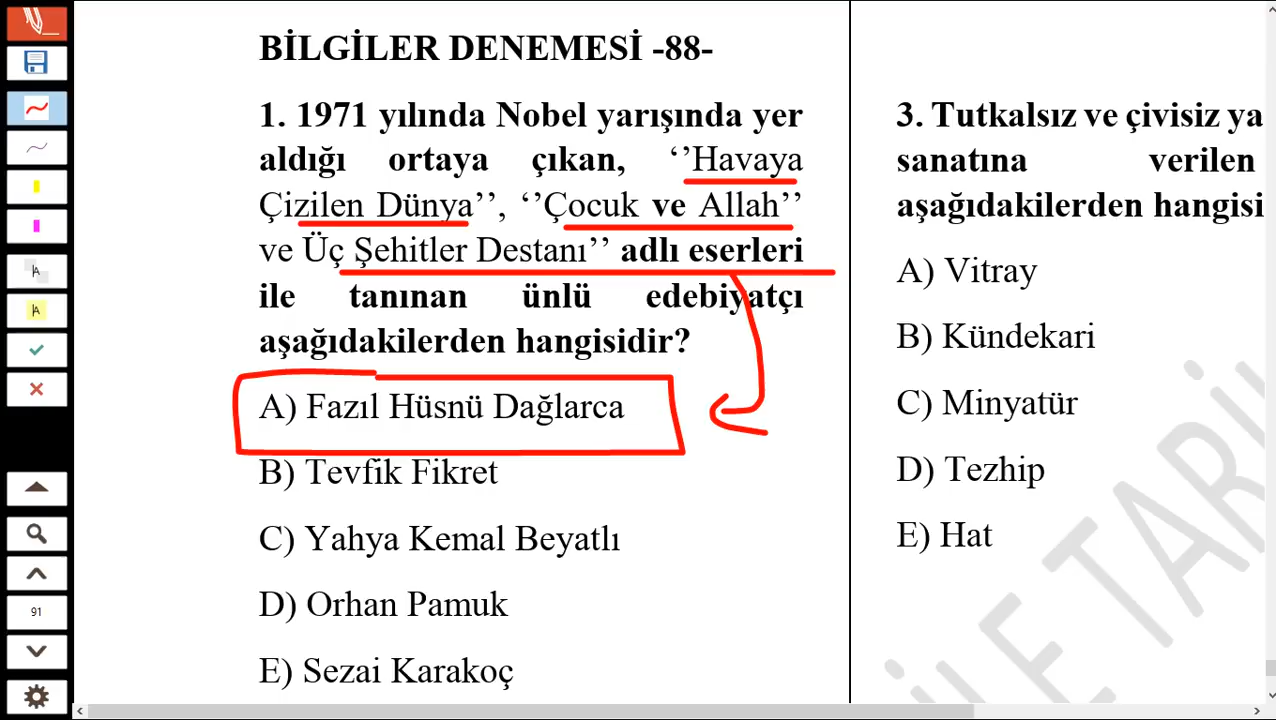 BİLGİLER DENEMESİ -88-
1. 1971 yılında Nobel yarışında yer
aldığı ortaya çıkan, ‘’Havaya
Çizilen Dünya’’, ‘’Çocuk ve Allah’’
ve Üç Şehitler Destanı’’ adlı eserleri
ile tanınan ünlü edebiyatçı
aşağıdakilerden hangisidir?
A) Fazıl Hüsnü Dağlarca
B) Tevfik Fikret
C) Yahya Kemal Beyatlı
D) Orhan Pamuk
E) Sezai Karakoç
3. Tutkalsız ve çivisiz ya
sanatına verilen
aşağıdakilerden hangisi
A) Vitray
B) Kündekari
C) Minyatür
D) Tezhip
E) Hat
İLE TARİ
A
A
91